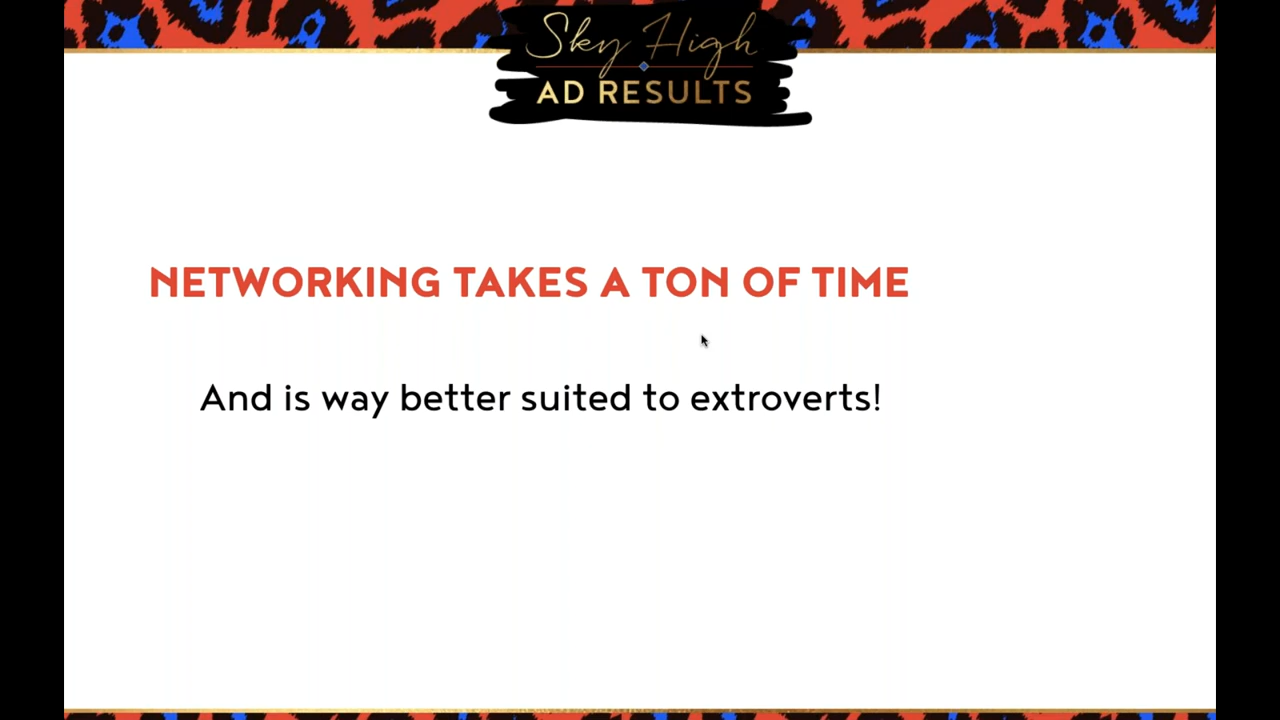 Sky High
AD RESULTS
NETWORKING TAKES A TON OF TIME
And is way better suited to extroverts!